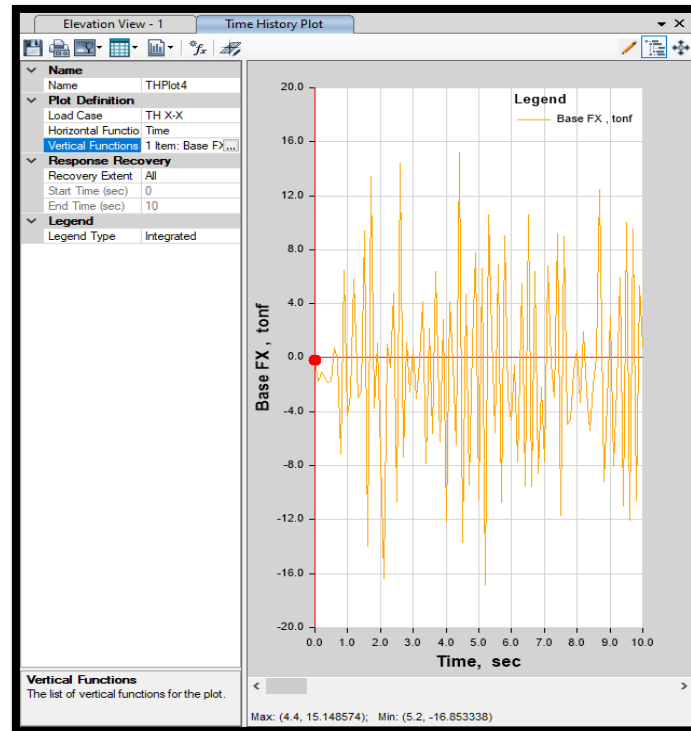 Elevation View - 1
Time History Plot
Name
Name THPlot4
Plot Definition
Load Case TH X-X
Horizontal Functio Time
Vertical Functions 1 Item: Base FX ...
Response Recovery
Recovery Extent All
Start Time (sec) 0
End Time (sec) 10
Legend
Legend Type Integrated
Vertical Functions
The list of vertical functions for the plot.
Legend
Base FX , tonf
Base FX , tonf
20.0
16.0
12.0
8.0
4.0
0.0
-4.0
-8.0
-12.0
-16.0
-20.0
0.0 1.0 2.0 3.0 4.0 5.0 6.0 7.0 8.0 9.0 10.0
Time, sec
Max: (4.4, 15.148574); Min: (5.2, -16.853338)